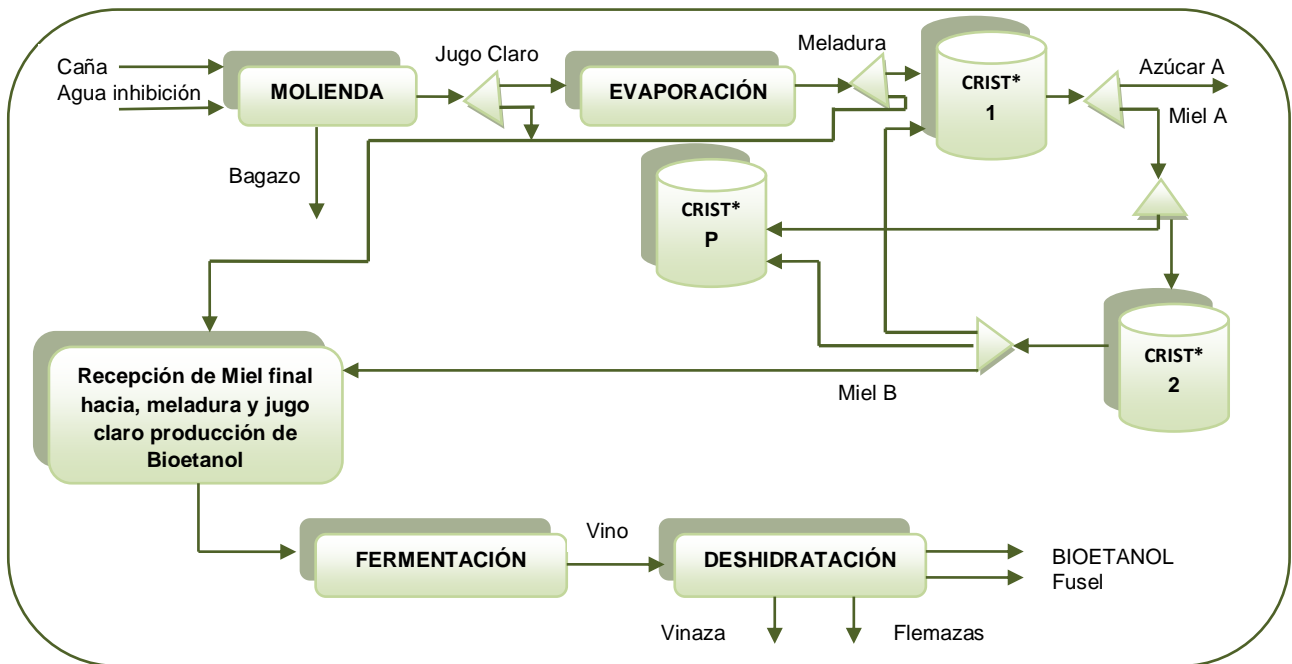 Caña
Agua inhibición
MOLIENDA
Bagazo
Jugo Claro
EVAPORACIÓN
Meladura
CRIST*
1
Azúcar A
Miel A
CRIST*
P
CRIST*
2
Miel B
Recepción de Miel final
hacia, meladura y jugo
claro producción de
Bioetanol
FERMENTACIÓN
Vino
DESHIDRATACIÓN
BIOETANOL
Fusel
Vinaza
Flemazas